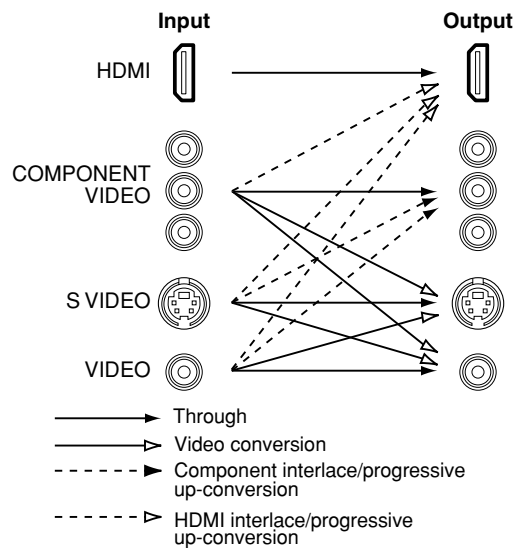 Input Output
HDMI
COMPONENT
VIDEO
S VIDEO
VIDEO
Through
Video conversion
Component interlace/progressive
up-conversion
HDMI interlace/progressive
up-conversion